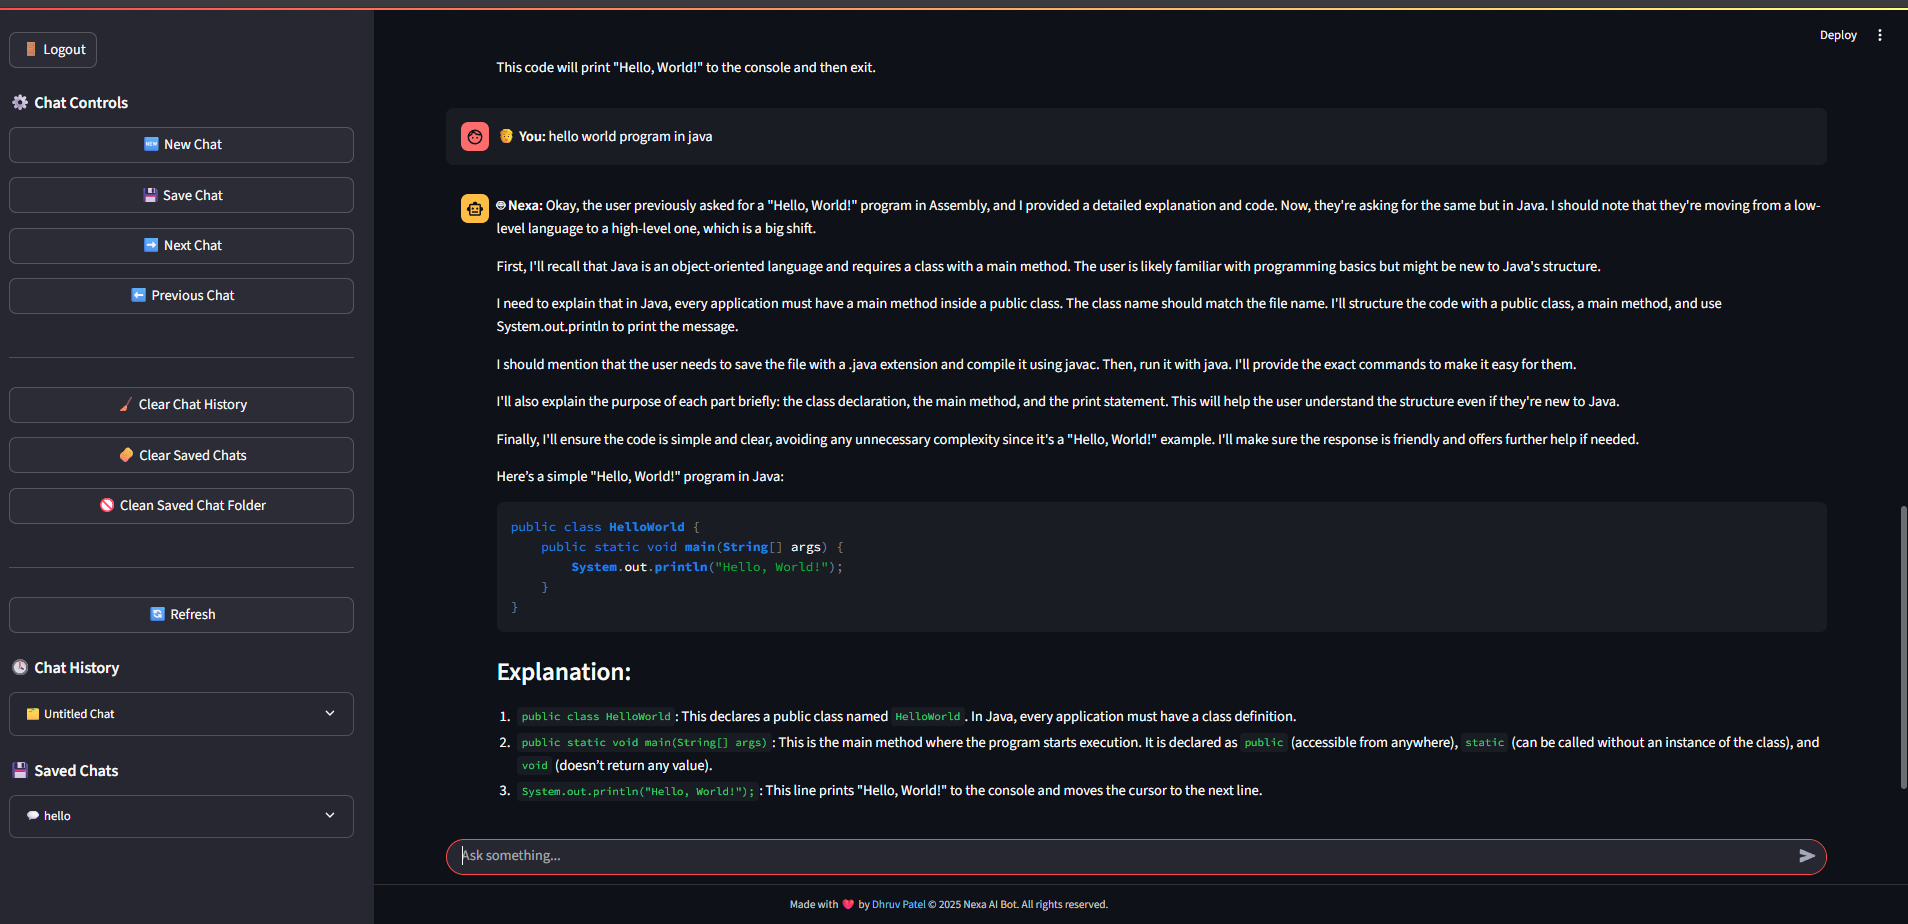 Logout
Chat Controls
New Chat
Save Chat
Next Chat
Previous Chat
Clear Chat History
Clear Saved Chats
Clean Saved Chat Folder
Refresh
Chat History
Untitled Chat
Saved Chats
hello
Deploy
This code will print "Hello, World!" to the console and then exit.
You: hello world program in java
Nexa: Okay, the user previously asked for a "Hello, World!" program in Assembly, and I provided a detailed explanation and code. Now, they're asking for the same but in Java. I should note that they're moving from a low-
level language to a high-level one, which is a big shift.
First, I'll recall that Java is an object-oriented language and requires a class with a main method. The user is likely familiar with programming basics but might be new to Java's structure.
I need to explain that in Java, every application must have a main method inside a public class. The class name should match the file name. I'll structure the code with a public class, a main method, and use
System.out.println to print the message.
I should mention that the user needs to save the file with a .java extension and compile it using javac. Then, run it with java. I'll provide the exact commands to make it easy for them.
I'll also explain the purpose of each part briefly: the class declaration, the main method, and the print statement. This will help the user understand the structure even if they're new to Java.
Finally, I'll ensure the code is simple and clear, avoiding any unnecessary complexity since it's a "Hello, World!" example. I'll make sure the response is friendly and offers further help if needed.
Here's a simple "Hello, World!" program in Java:
public class HelloWorld {
    public static void main(String[] args) {
        System.out.println("Hello, World!");
    }
}
Explanation:
1. public class HelloWorld : This declares a public class named HelloWorld . In Java, every application must have a class definition.
2. public static void main(String[] args) : This is the main method where the program starts execution. It is declared as public (accessible from anywhere), static (can be called without an instance of the class), and
void (doesn't return any value).
3. System.out.println("Hello, World!"); : This line prints "Hello, World!" to the console and moves the cursor to the next line.
Ask something...
Made with ❤️ by Dhruv Patel © 2025 Nexa AI Bot. All rights reserved.